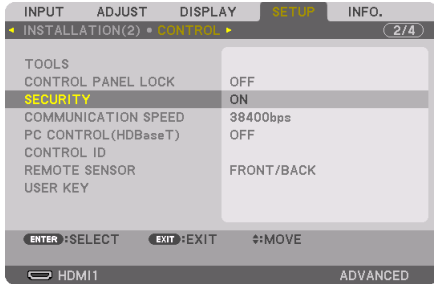 INPUT ADJUST DISPLAY SETUP INFO.
INSTALLATION(2) • CONTROL 2/4
TOOLS
CONTROL PANEL LOCK OFF
SECURITY ON
COMMUNICATION SPEED 38400bps
PC CONTROL(HDBaseT) OFF
CONTROL ID
REMOTE SENSOR FRONT/BACK
USER KEY
ENTER:SELECT EXIT:EXIT :MOVE
HDMI1 ADVANCED